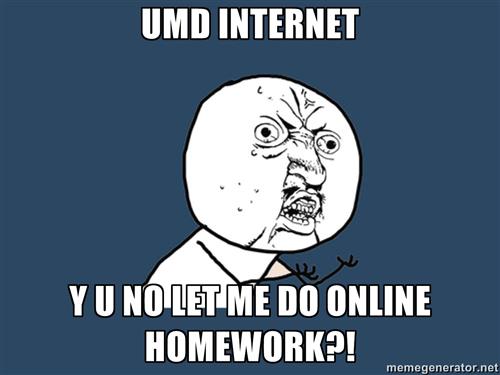 UMD INTERNET
Y U NO LET ME DO ONLINE
HOMEWORK?!
memegenerator.net